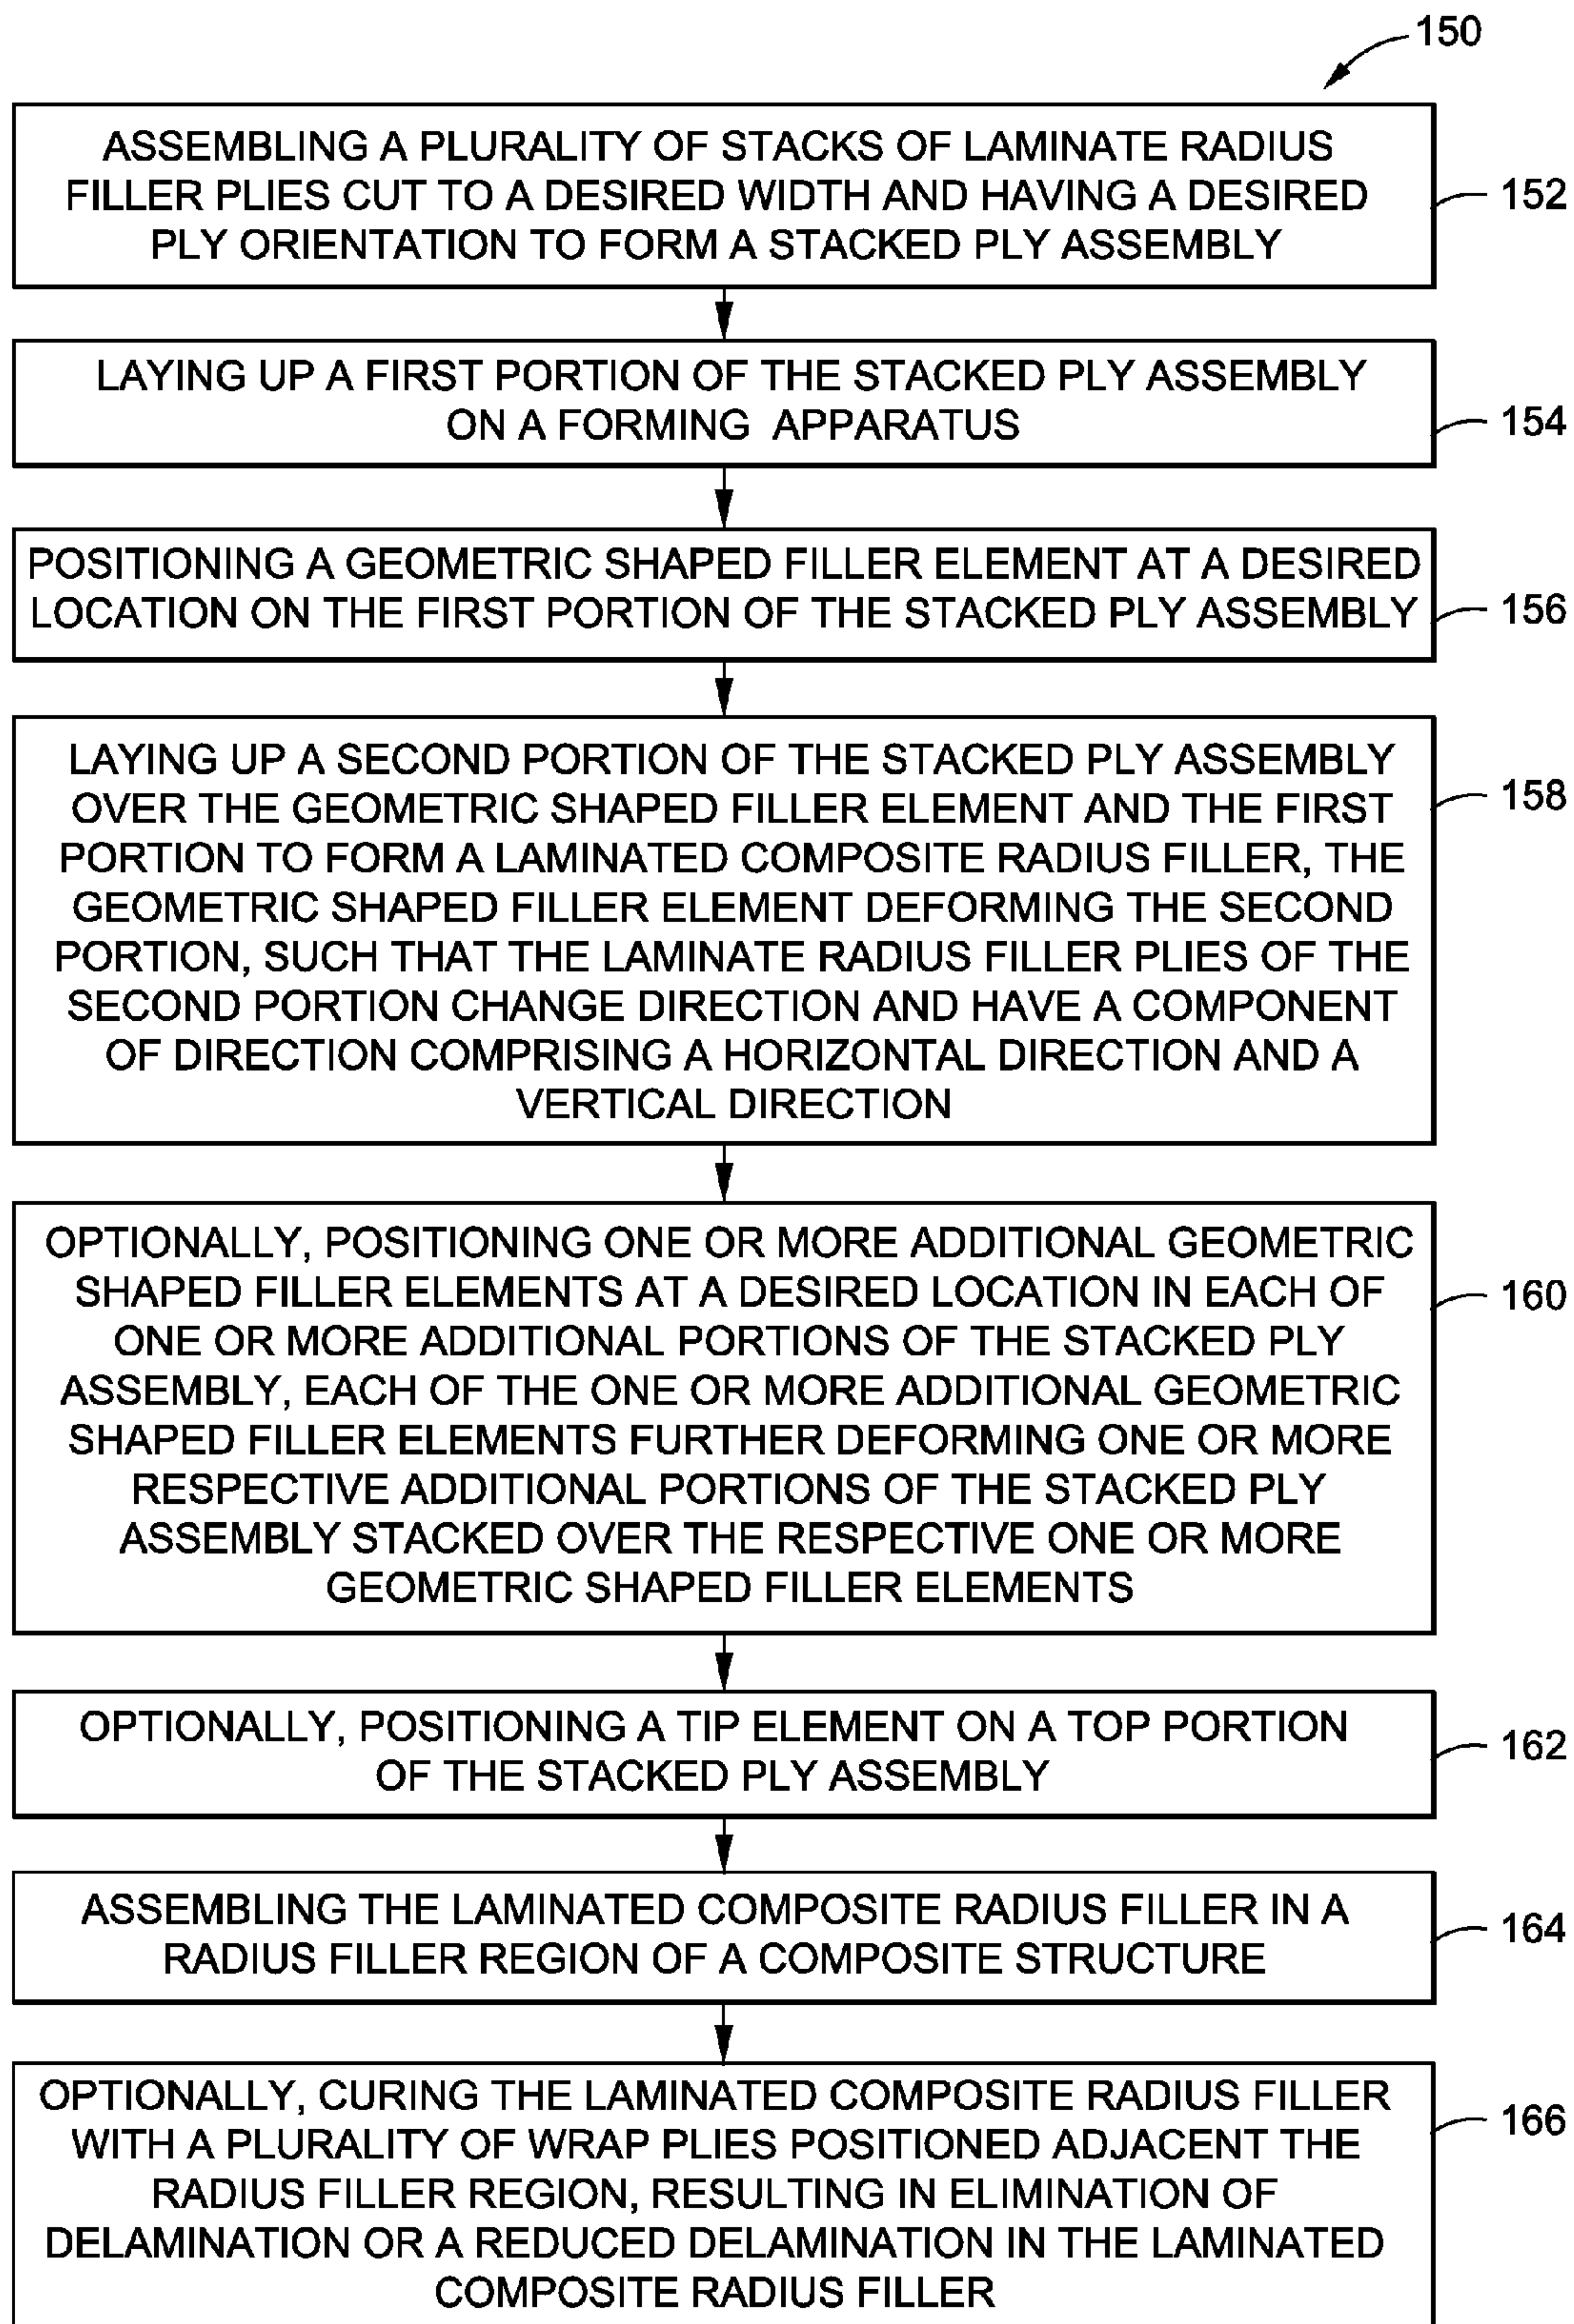 150
ASSEMBLING A PLURALITY OF STACKS OF LAMINATE RADIUS
FILLER PLIES CUT TO A DESIRED WIDTH AND HAVING A DESIRED
PLY ORIENTATION TO FORM A STACKED PLY ASSEMBLY
152
LAYING UP A FIRST PORTION OF THE STACKED PLY ASSEMBLY
ON A FORMING APPARATUS
154
POSITIONING A GEOMETRIC SHAPED FILLER ELEMENT AT A DESIRED
LOCATION ON THE FIRST PORTION OF THE STACKED PLY ASSEMBLY
156
LAYING UP A SECOND PORTION OF THE STACKED PLY ASSEMBLY
OVER THE GEOMETRIC SHAPED FILLER ELEMENT AND THE FIRST
PORTION TO FORM A LAMINATED COMPOSITE RADIUS FILLER, THE
GEOMETRIC SHAPED FILLER ELEMENT DEFORMING THE SECOND
PORTION, SUCH THAT THE LAMINATE RADIUS FILLER PLIES OF THE
SECOND PORTION CHANGE DIRECTION AND HAVE A COMPONENT
OF DIRECTION COMPRISING A HORIZONTAL DIRECTION AND A
VERTICAL DIRECTION
158
OPTIONALLY, POSITIONING ONE OR MORE ADDITIONAL GEOMETRIC
SHAPED FILLER ELEMENTS AT A DESIRED LOCATION IN EACH OF
ONE OR MORE ADDITIONAL PORTIONS OF THE STACKED PLY
ASSEMBLY, EACH OF THE ONE OR MORE ADDITIONAL GEOMETRIC
SHAPED FILLER ELEMENTS FURTHER DEFORMING ONE OR MORE
RESPECTIVE ADDITIONAL PORTIONS OF THE STACKED PLY
ASSEMBLY STACKED OVER THE RESPECTIVE ONE OR MORE
GEOMETRIC SHAPED FILLER ELEMENTS
160
OPTIONALLY, POSITIONING A TIP ELEMENT ON A TOP PORTION
OF THE STACKED PLY ASSEMBLY
162
ASSEMBLING THE LAMINATED COMPOSITE RADIUS FILLER IN A
RADIUS FILLER REGION OF A COMPOSITE STRUCTURE
164
OPTIONALLY, CURING THE LAMINATED COMPOSITE RADIUS FILLER
WITH A PLURALITY OF WRAP PLIES POSITIONED ADJACENT THE
RADIUS FILLER REGION, RESULTING IN ELIMINATION OF
DELAMINATION OR A REDUCED DELAMINATION IN THE LAMINATED
COMPOSITE RADIUS FILLER
166